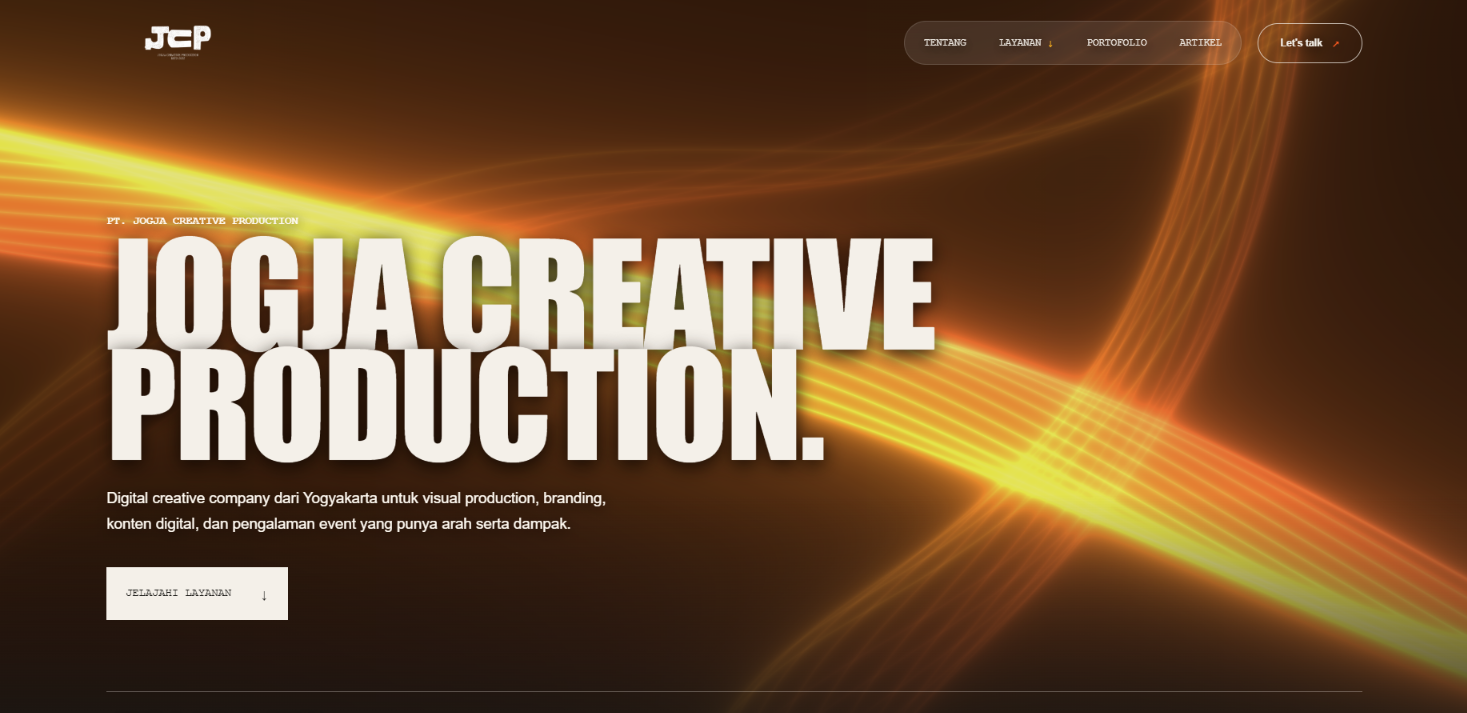 JCP
TENTANG LAYANAN ↓ PORTOFOLIO ARTIKEL Let's talk ↗
PT. JOGJA CREATIVE PRODUCTION
JOGJA CREATIVE
PRODUCTION.
Digital creative company dari Yogyakarta untuk visual production, branding,
konten digital, dan pengalaman event yang punya arah serta dampak.
JELAJAHI LAYANAN ↓